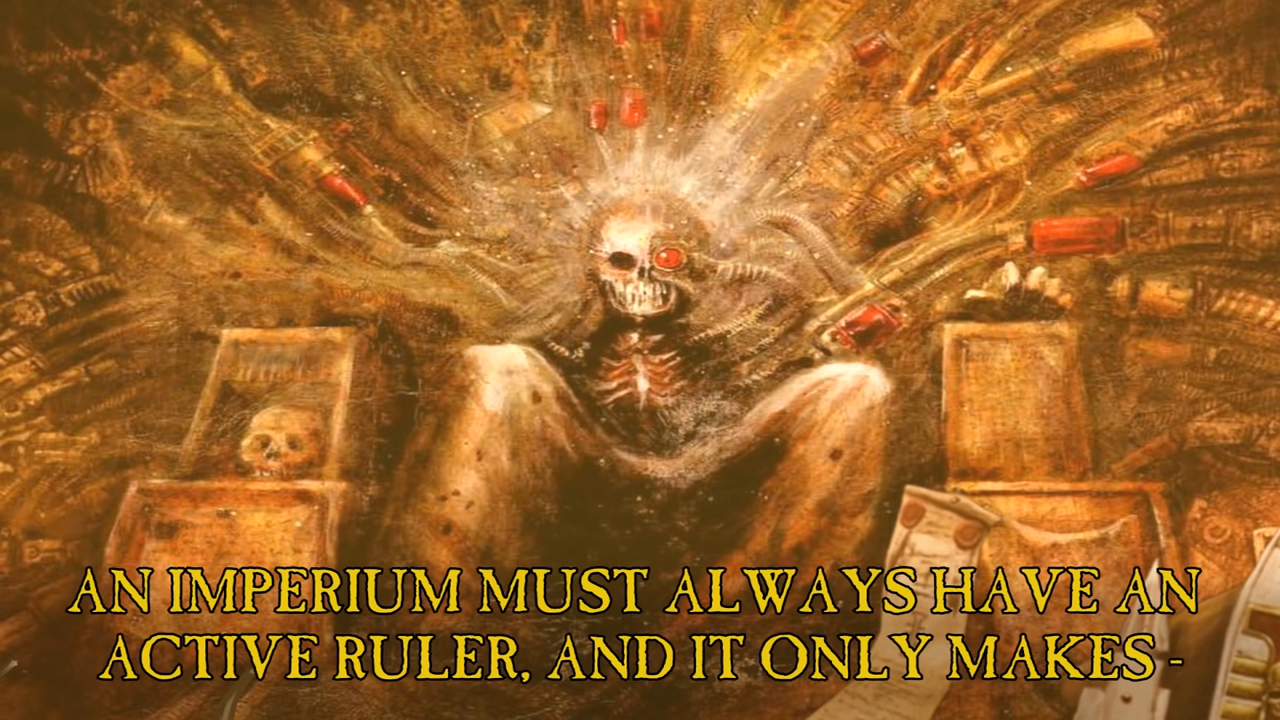 AN IMPERIUM MUST ALWAYS HAVE AN
ACTIVE RULER, AND IT ONLY MAKES -